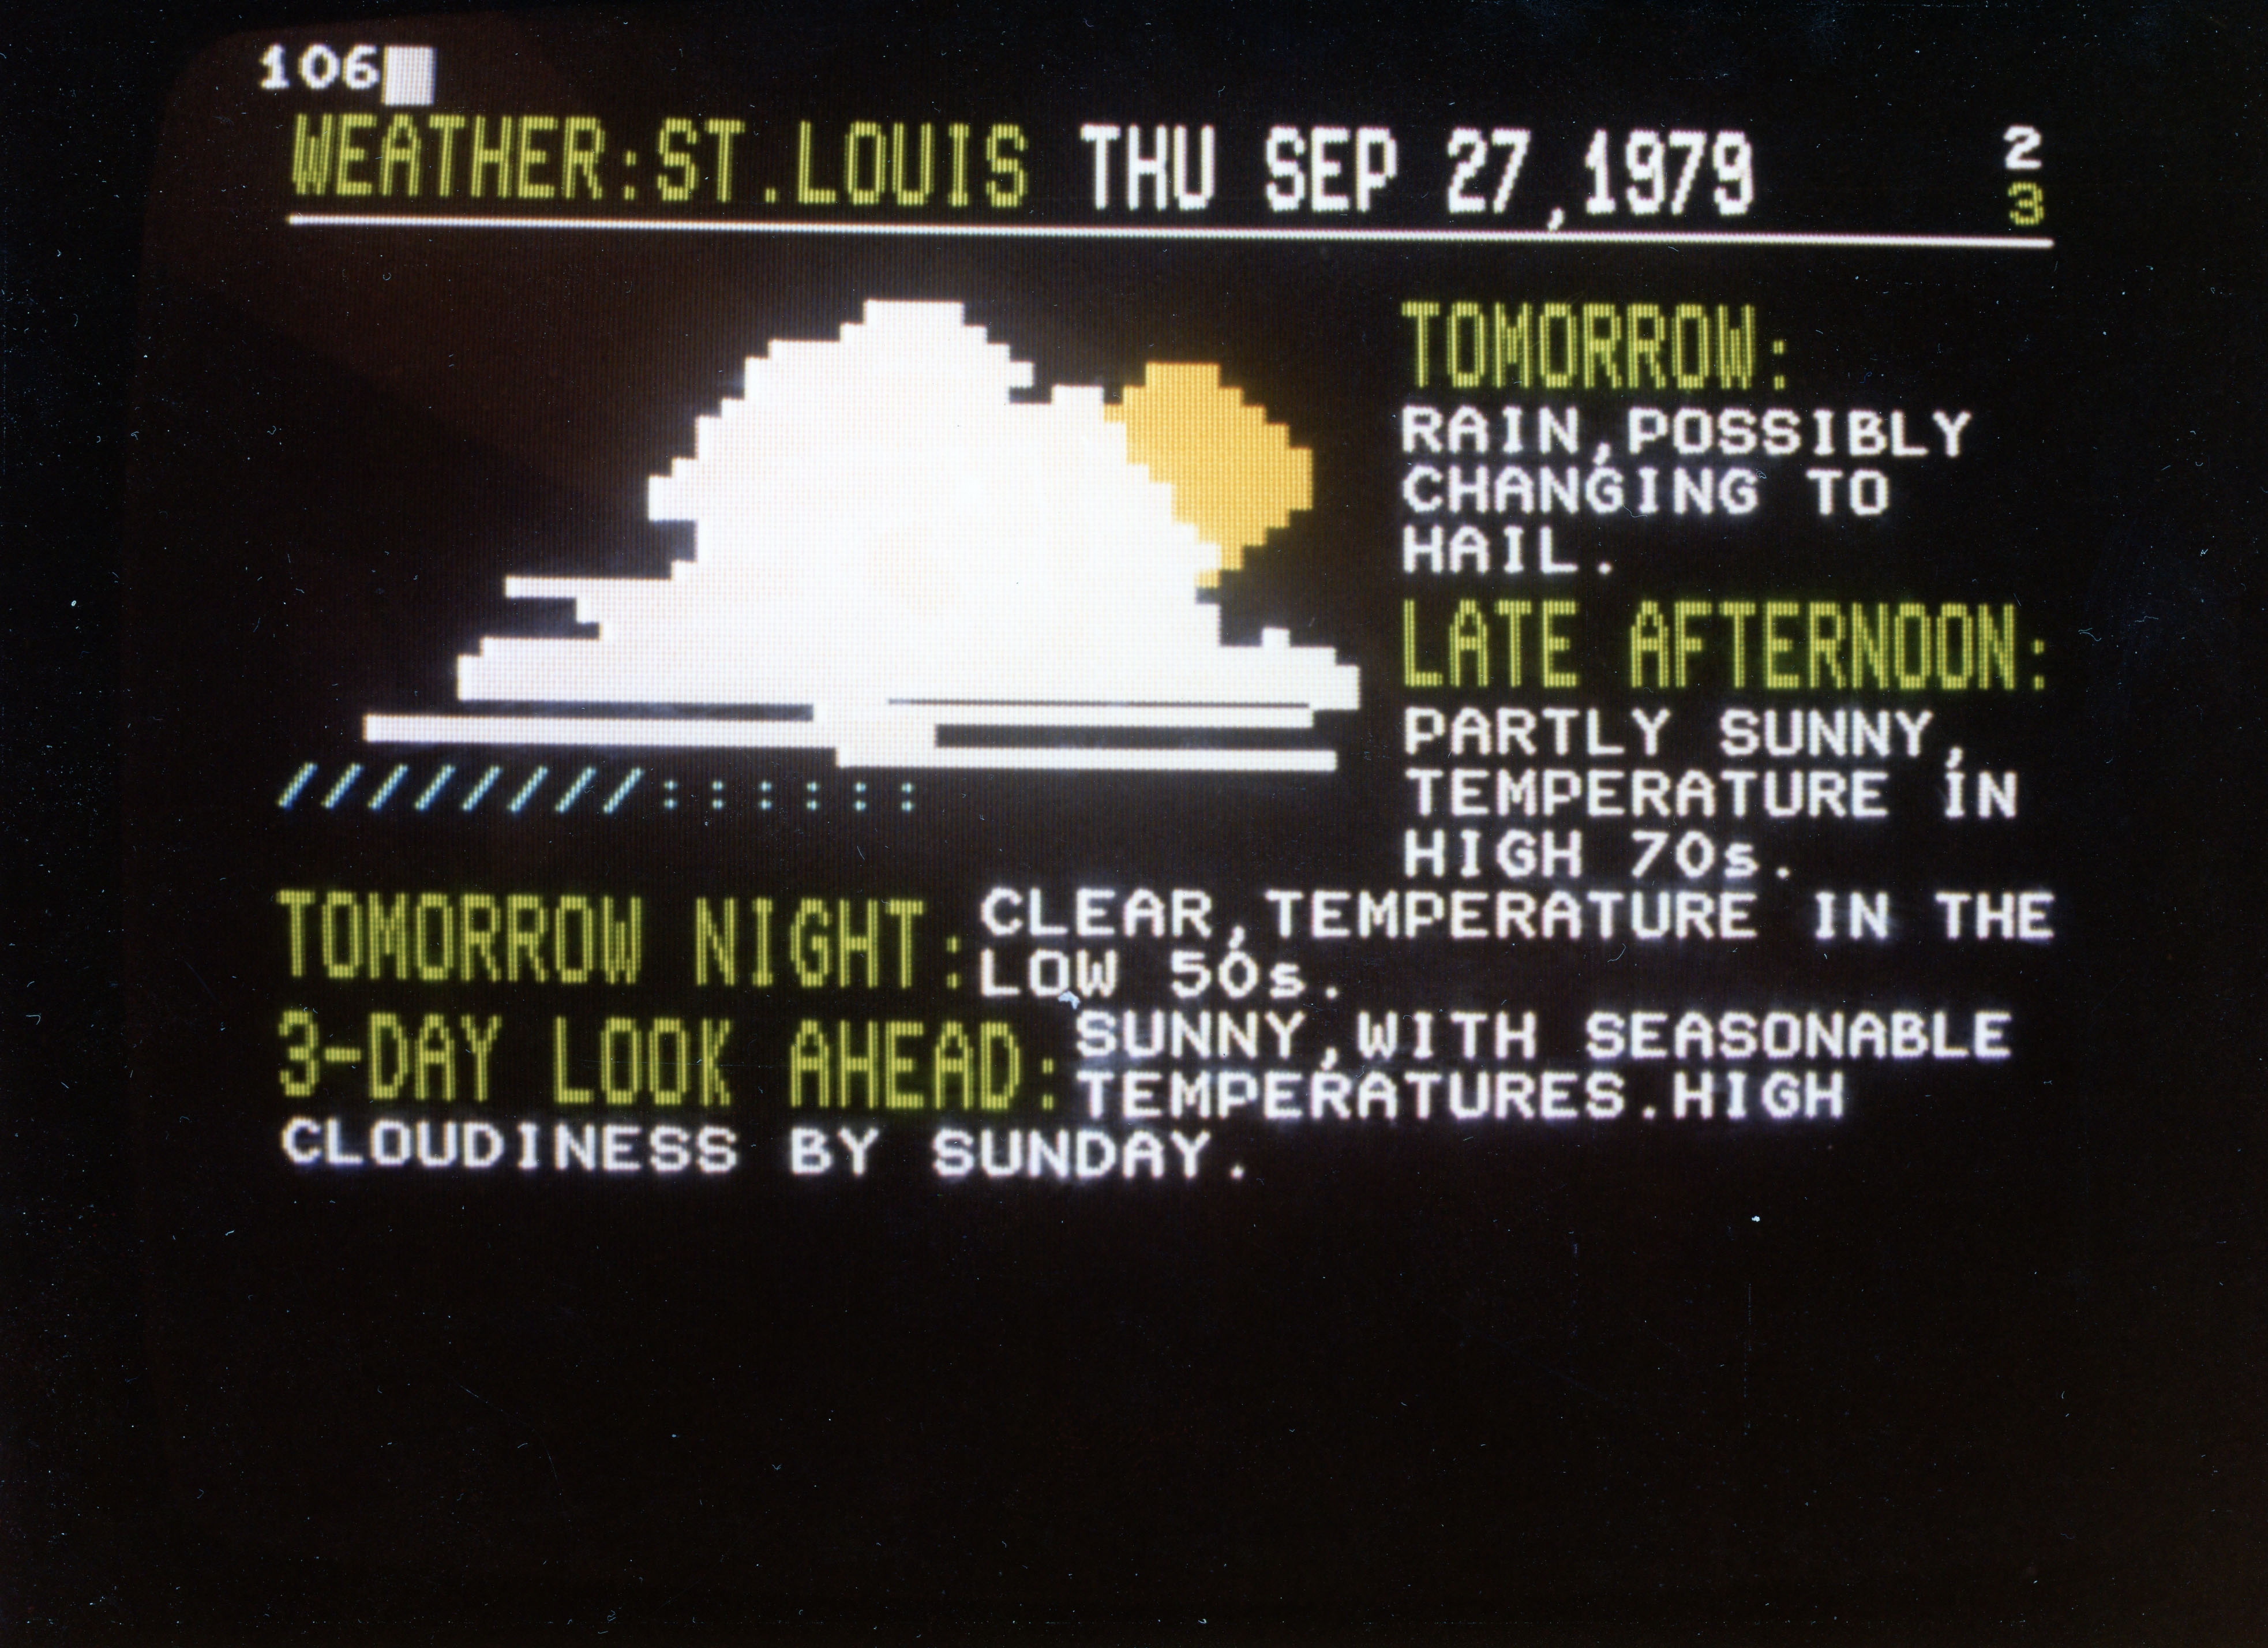 106
WEATHER:ST.LOUIS THU SEP 27,1979 2
3
TOMORROW:
RAIN,POSSIBLY
CHANGING TO
HAIL.
LATE AFTERNOON:
PARTLY SUNNY,
TEMPERATURE IN
HIGH 70s.
////////::::::
TOMORROW NIGHT:CLEAR,TEMPERATURE IN THE
LOW 50s.
3-DAY LOOK AHEAD:SUNNY,WITH SEASONABLE
TEMPERATURES.HIGH
CLOUDINESS BY SUNDAY.